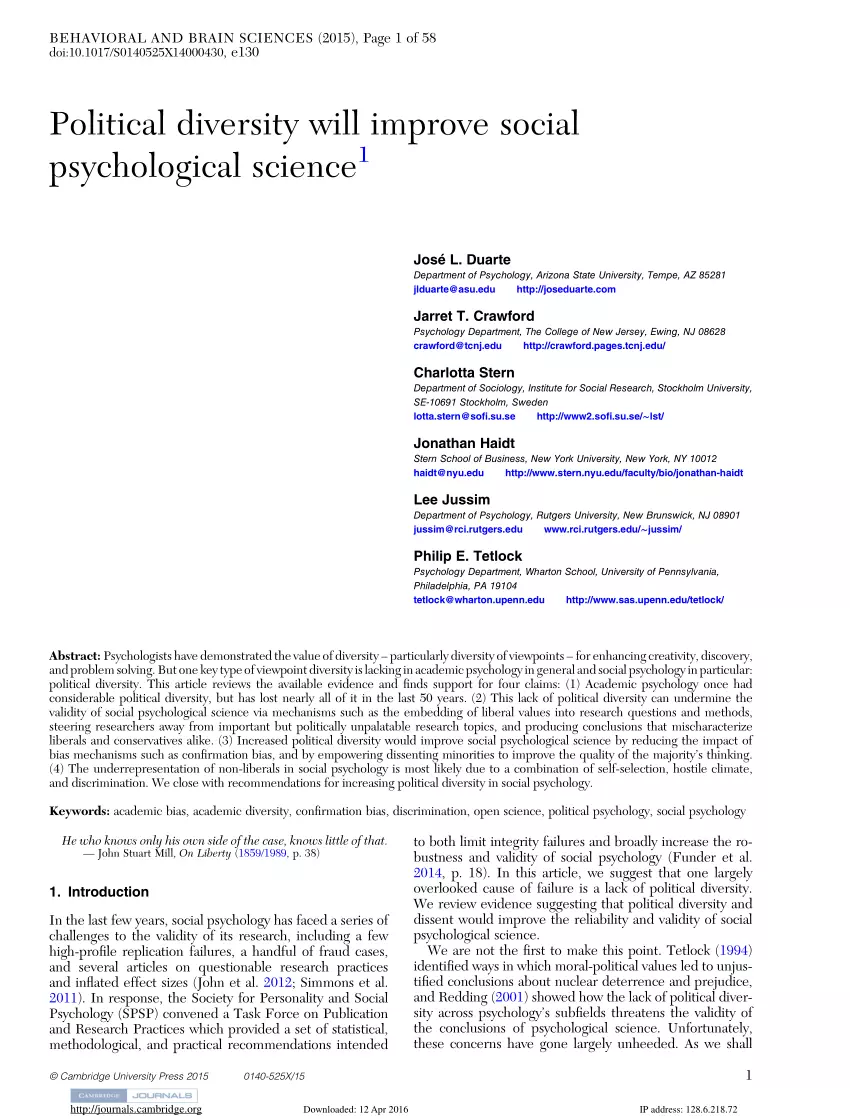 BEHAVIORAL AND BRAIN SCIENCES (2015), Page 1 of 58
doi:10.1017/S0140525X14000430, e130
Political diversity will improve social
psychological science1
José L. Duarte
Department of Psychology, Arizona State University, Tempe, AZ 85281
jlduarte@asu.edu http://joseduarte.com
Jarret T. Crawford
Psychology Department, The College of New Jersey, Ewing, NJ 08628
crawford@tcnj.edu http://crawford.pages.tcnj.edu/
Charlotta Stern
Department of Sociology, Institute for Social Research, Stockholm University,
SE-10691 Stockholm, Sweden
lotta.stern@sofi.su.se http://www2.sofi.su.se/~lst/
Jonathan Haidt
Stern School of Business, New York University, New York, NY 10012
haidt@nyu.edu http://www.stern.nyu.edu/faculty/bio/jonathan-haidt
Lee Jussim
Department of Psychology, Rutgers University, New Brunswick, NJ 08901
jussim@rci.rutgers.edu www.rci.rutgers.edu/~jussim/
Philip E. Tetlock
Psychology Department, Wharton School, University of Pennsylvania,
Philadelphia, PA 19104
tetlock@wharton.upenn.edu http://www.sas.upenn.edu/tetlock/
Abstract: Psychologists have demonstrated the value of diversity – particularly diversity of viewpoints – for enhancing creativity, discovery,
and problem solving. But one key type of viewpoint diversity is lacking in academic psychology in general and social psychology in particular:
political diversity. This article reviews the available evidence and finds support for four claims: (1) Academic psychology once had
considerable political diversity, but has lost nearly all of it in the last 50 years. (2) This lack of political diversity can undermine the
validity of social psychological science via mechanisms such as the embedding of liberal values into research questions and methods,
steering researchers away from important but politically unpalatable research topics, and producing conclusions that mischaracterize
liberals and conservatives alike. (3) Increased political diversity would improve social psychological science by reducing the impact of
bias mechanisms such as confirmation bias, and by empowering dissenting minorities to improve the quality of the majority's thinking.
(4) The underrepresentation of non-liberals in social psychology is most likely due to a combination of self-selection, hostile climate,
and discrimination. We close with recommendations for increasing political diversity in social psychology.
Keywords: academic bias, academic diversity, confirmation bias, discrimination, open science, political psychology, social psychology
He who knows only his own side of the case, knows little of that.
— John Stuart Mill, On Liberty (1859/1989, p. 38)
1. Introduction
In the last few years, social psychology has faced a series of
challenges to the validity of its research, including a few
high-profile replication failures, a handful of fraud cases,
and several articles on questionable research practices
and inflated effect sizes (John et al. 2012; Simmons et al.
2011). In response, the Society for Personality and Social
Psychology (SPSP) convened a Task Force on Publication
and Research Practices which provided a set of statistical,
methodological, and practical recommendations intended
to both limit integrity failures and broadly increase the ro-
bustness and validity of social psychology (Funder et al.
2014, p. 18). In this article, we suggest that one largely
overlooked cause of failure is a lack of political diversity.
We review evidence suggesting that political diversity and
dissent would improve the reliability and validity of social
psychological science.
We are not the first to make this point. Tetlock (1994)
identified ways in which moral-political values led to unjus-
tified conclusions about nuclear deterrence and prejudice,
and Redding (2001) showed how the lack of political diver-
sity across psychology's subfields threatens the validity of
the conclusions of psychological science. Unfortunately,
these concerns have gone largely unheeded. As we shall
© Cambridge University Press 2015 0140-525X/15 1
CAMBRIDGE JOURNALS
http://journals.cambridge.org Downloaded: 12 Apr 2016 IP address: 128.6.218.72